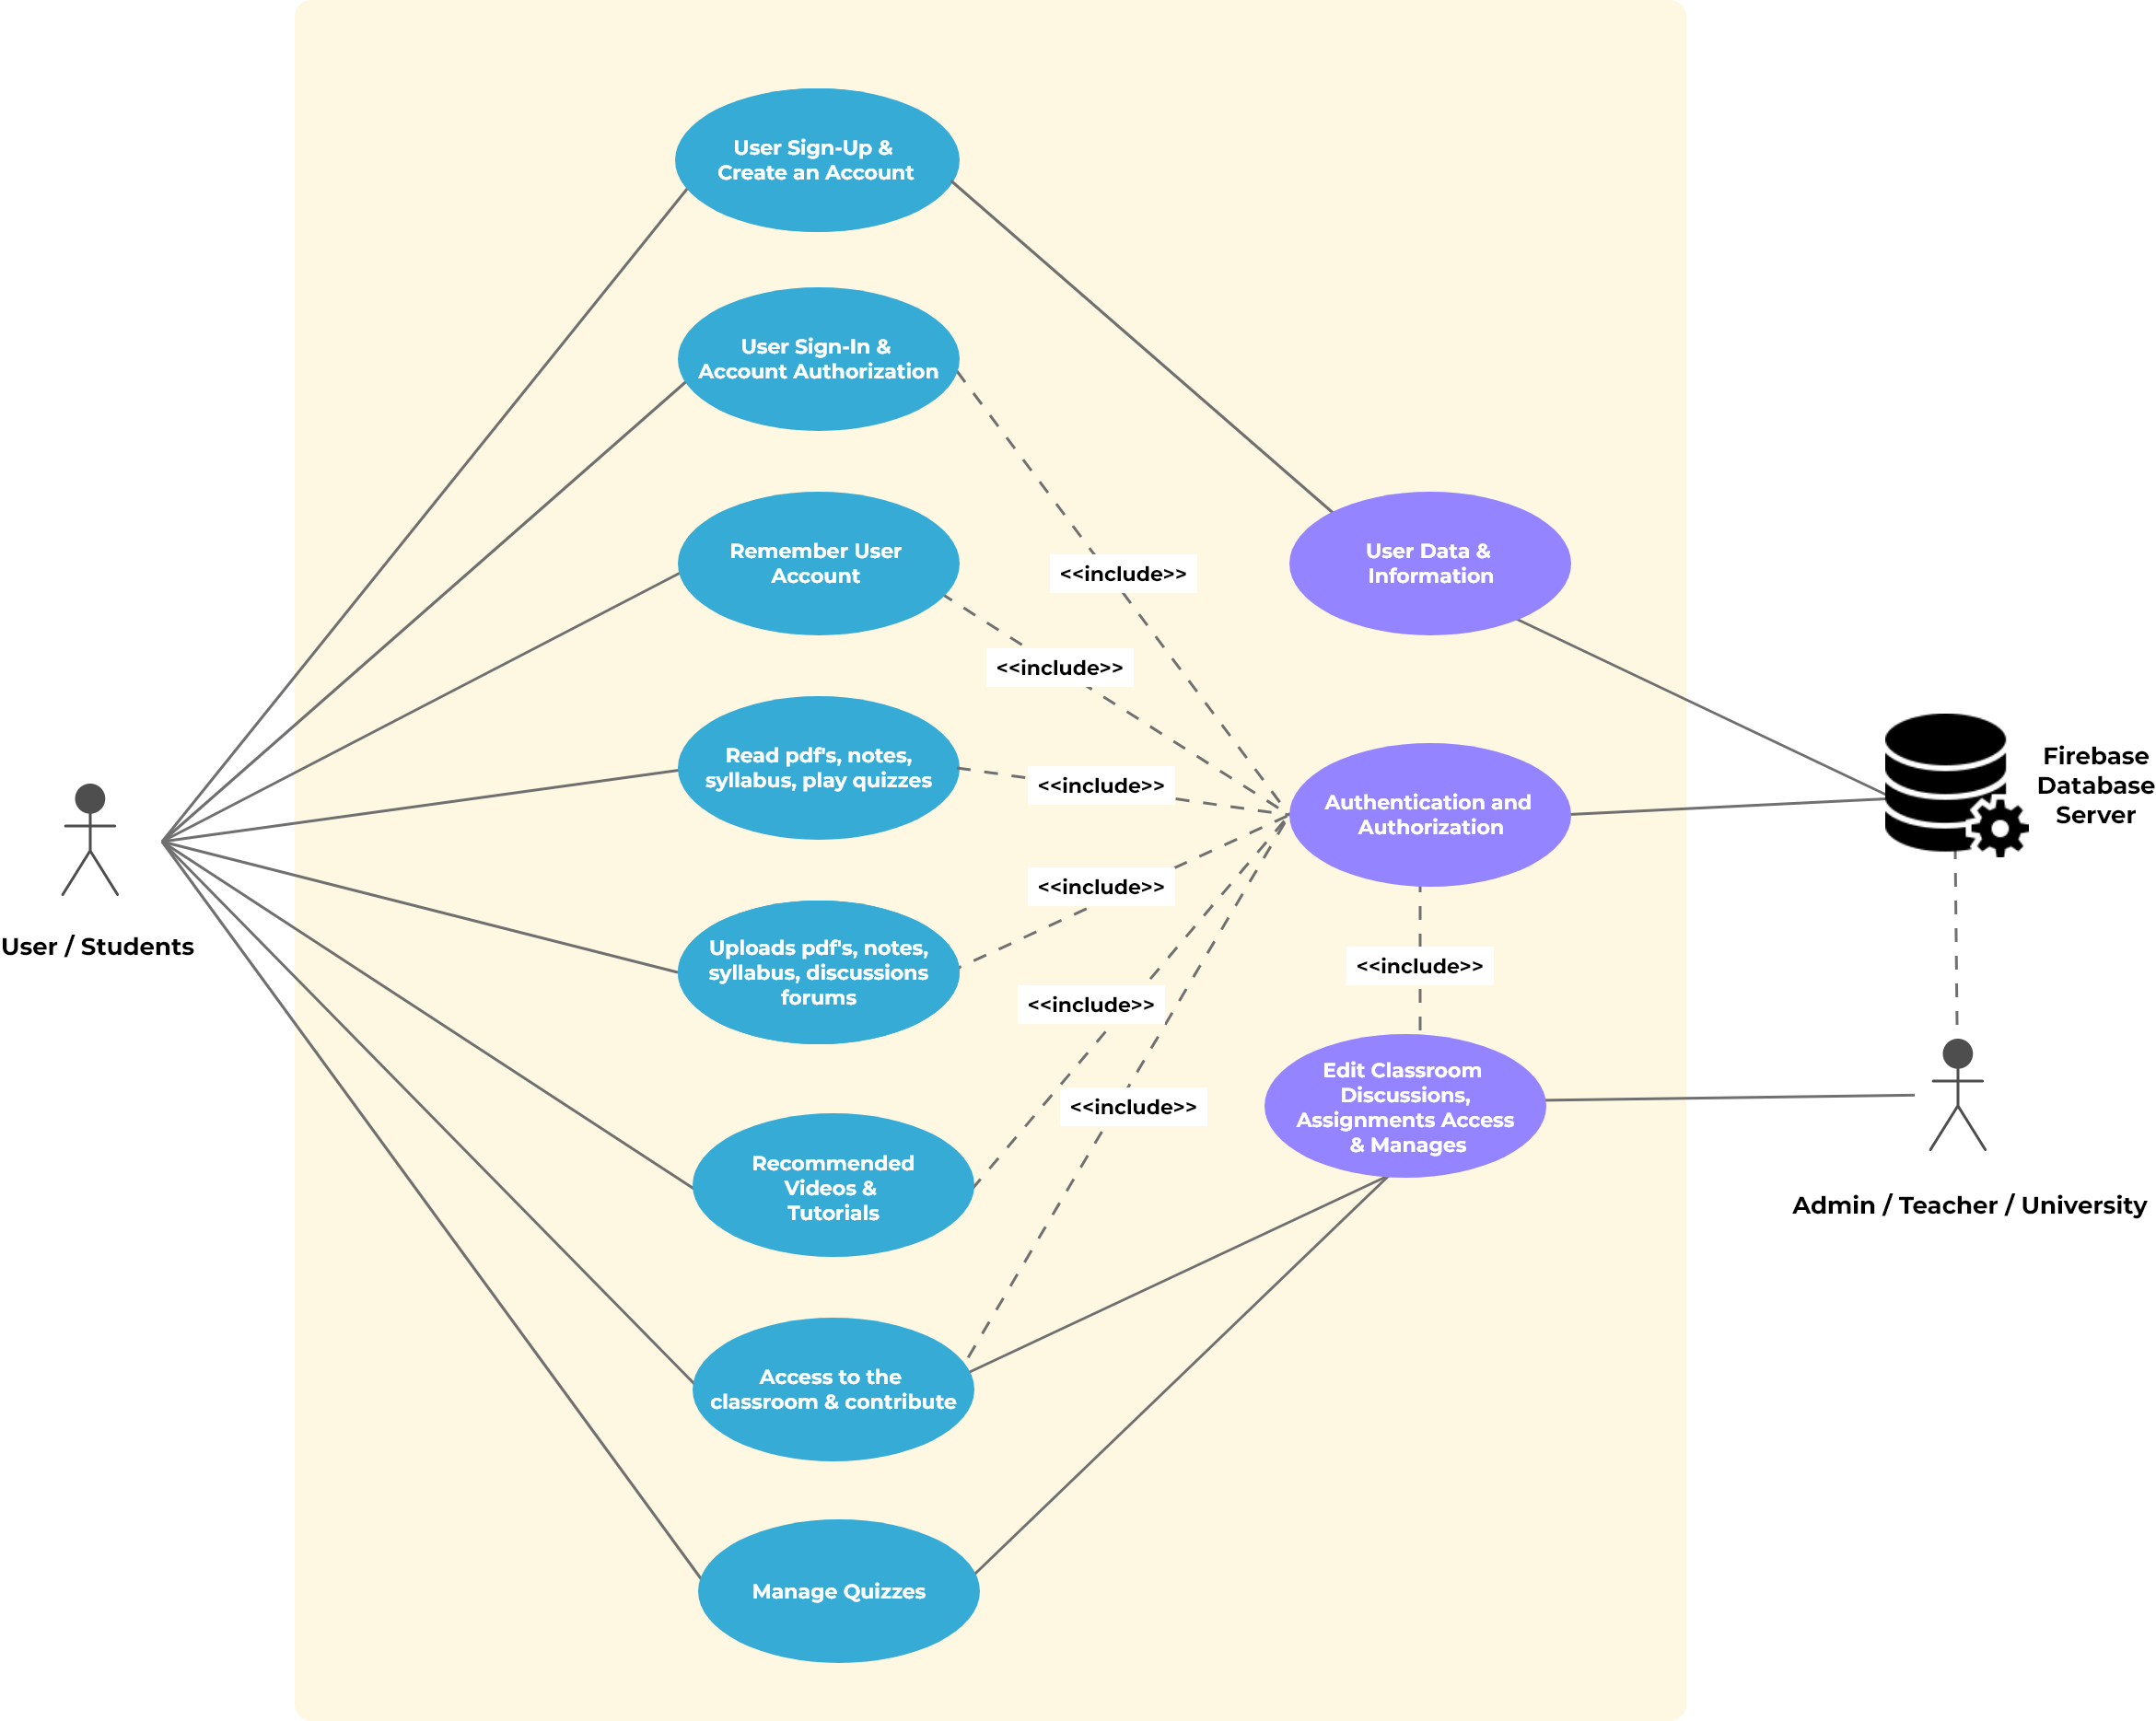 User Sign-Up &
Create an Account
User Sign-In &
Account Authorization
Remember User
Account
User Data &
Information
<<include>>
<<include>>
Read pdf's, notes,
syllabus, play quizzes
<<include>>
Authentication and
Authorization
Firebase
Database
Server
<<include>>
User / Students
Uploads pdf's, notes,
syllabus, discussions
forums
<<include>>
<<include>>
<<include>>
Edit Classroom
Discussions,
Assignments Access
& Manages
Recommended
Videos &
Tutorials
Admin / Teacher / University
Access to the
classroom & contribute
Manage Quizzes